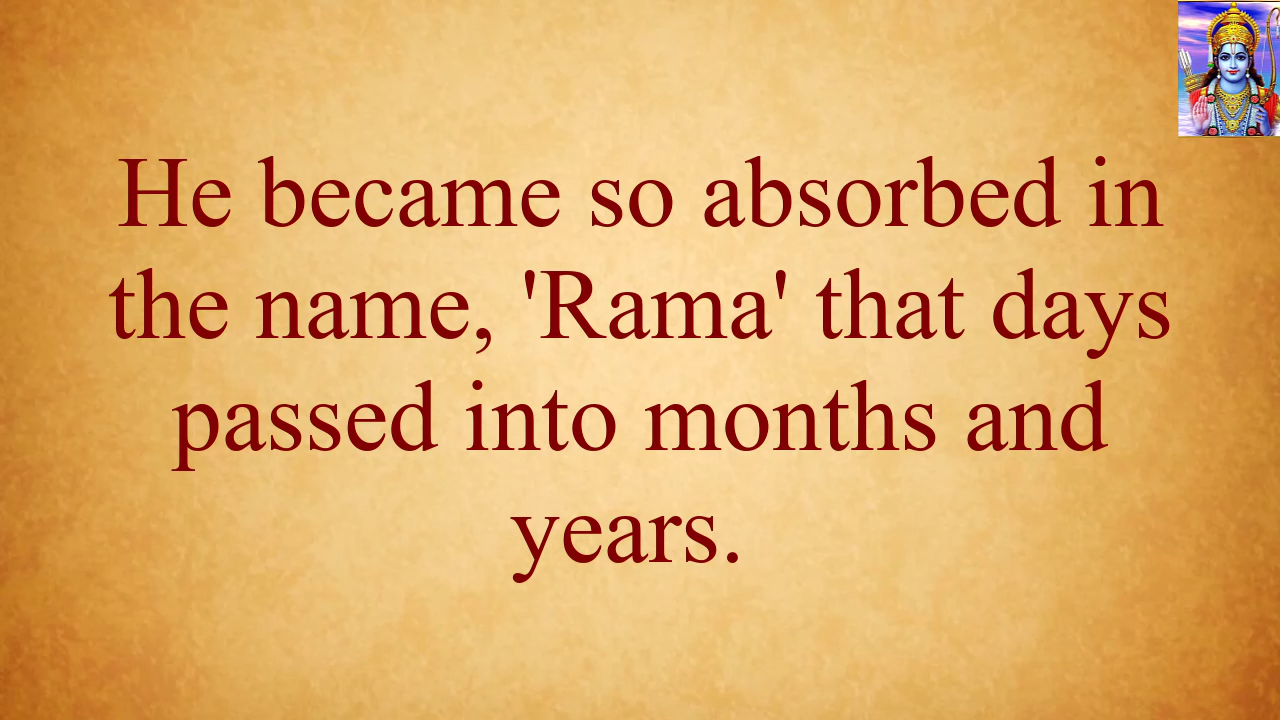 He became so absorbed in
the name, 'Rama' that days
passed into months and
years.